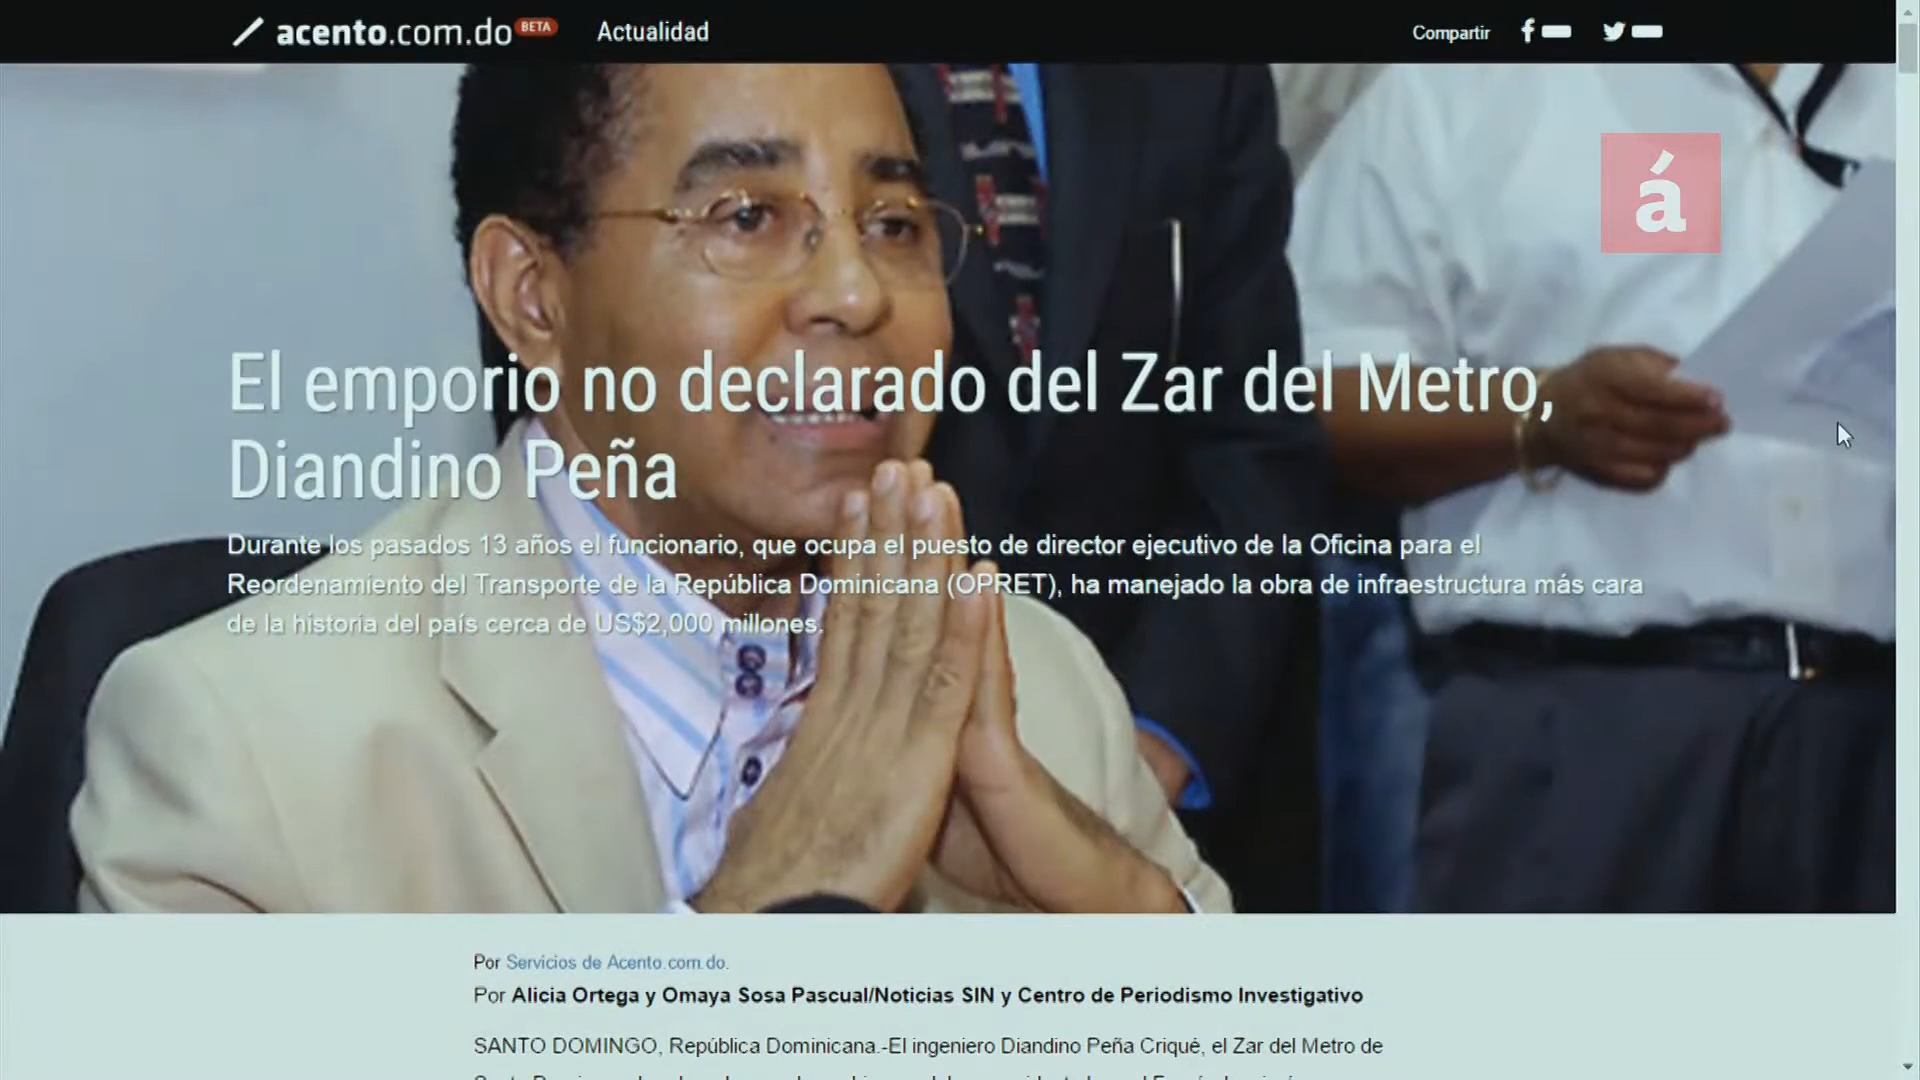 acento.com.do BETA Actualidad Compartir
á
El emporio no declarado del Zar del Metro,
Diandino Peña
Durante los pasados 13 años el funcionario, que ocupa el puesto de director ejecutivo de la Oficina para el
Reordenamiento del Transporte de la República Dominicana (OPRET), ha manejado la obra de infraestructura más cara
de la historia del país cerca de US$2,000 millones.
Por Servicios de Acento.com.do.
Por Alicia Ortega y Omaya Sosa Pascual/Noticias SIN y Centro de Periodismo Investigativo
SANTO DOMINGO, República Dominicana.-El ingeniero Diandino Peña Criqué, el Zar del Metro de